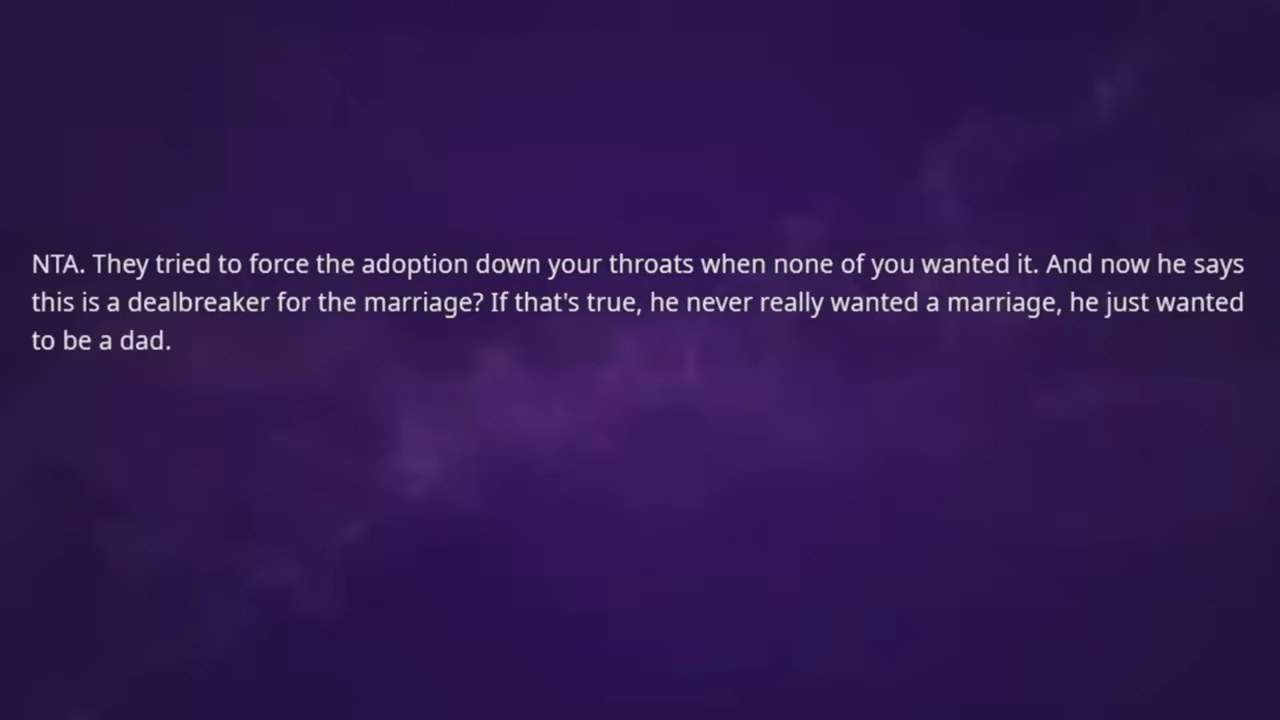 NTA. They tried to force the adoption down your throats when none of you wanted it. And now he says
this is a dealbreaker for the marriage? If that's true, he never really wanted a marriage, he just wanted
to be a dad.